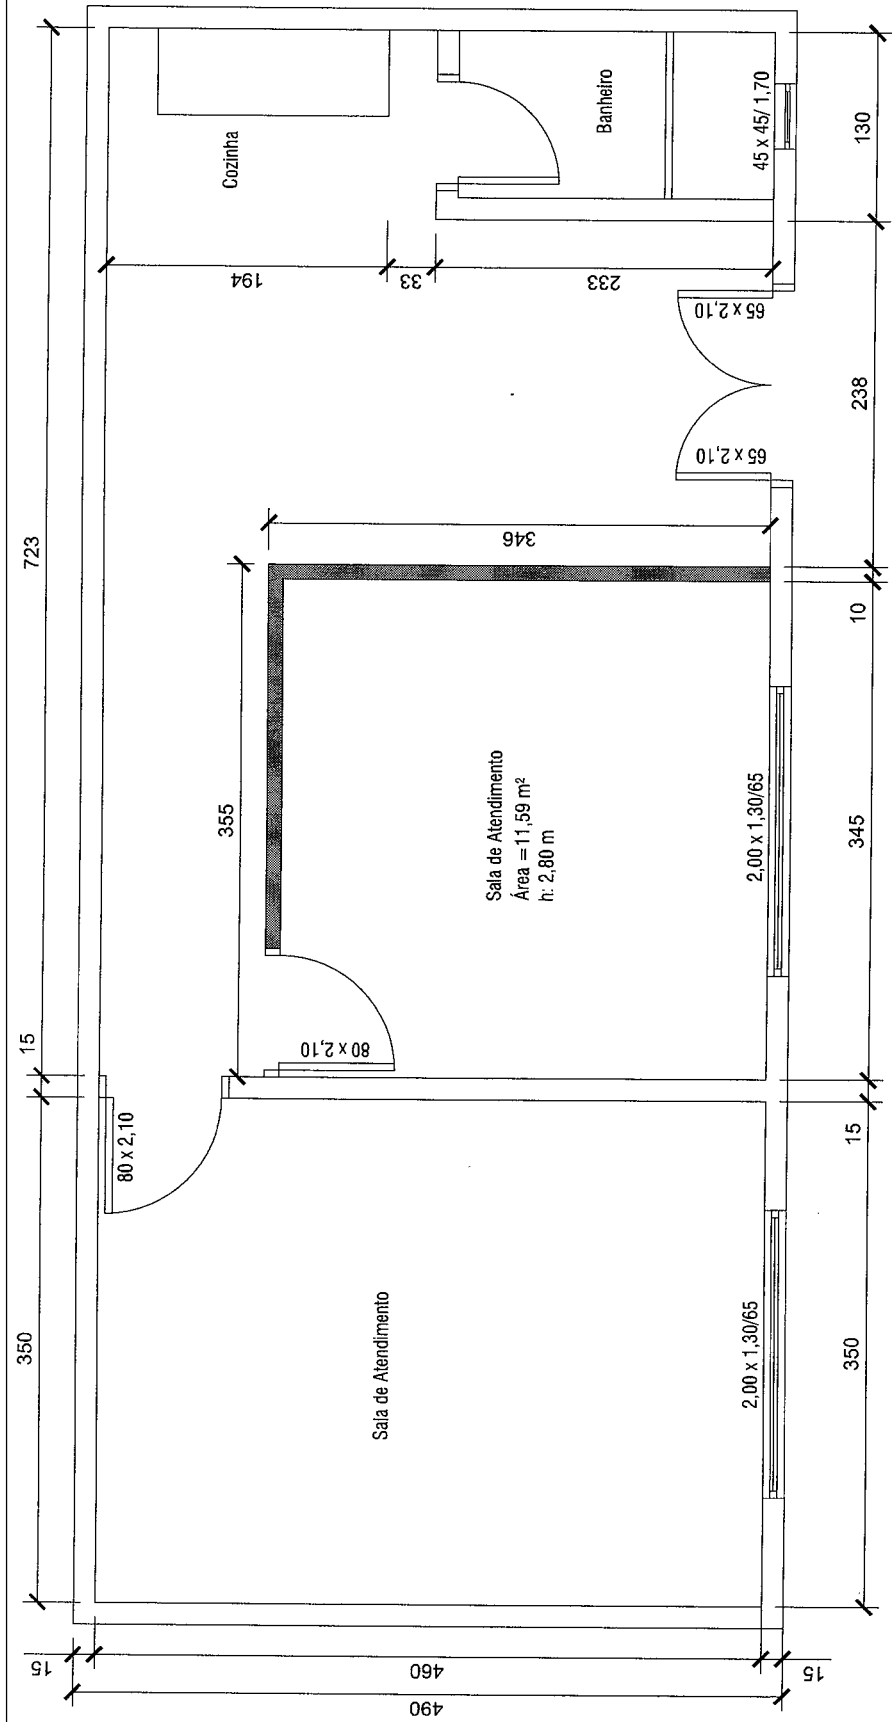 723
15
350
Cozinha
Banheiro
45 x 45/ 1,70
130
194
33
233
65 x 2,10
65 x 2,10
238
346
10
355
Sala de Atendimento
Área =11,59 m²
h: 2,80 m
2,00 x 1,30/65
345
80 x 2,10
80 x 2,10
15
Sala de Atendimento
2,00 x 1,30/65
350
15
460
15
490